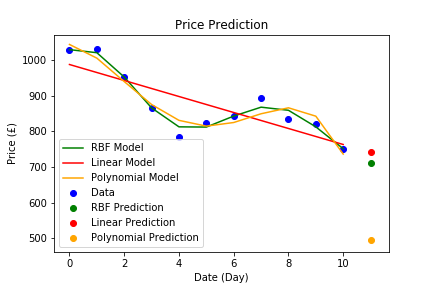 Price Prediction
Price (£)
1000
900
800
700
600
500
RBF Model
Linear Model
Polynomial Model
Data
RBF Prediction
Linear Prediction
Polynomial Prediction
0 2 4 6 8 10
Date (Day)